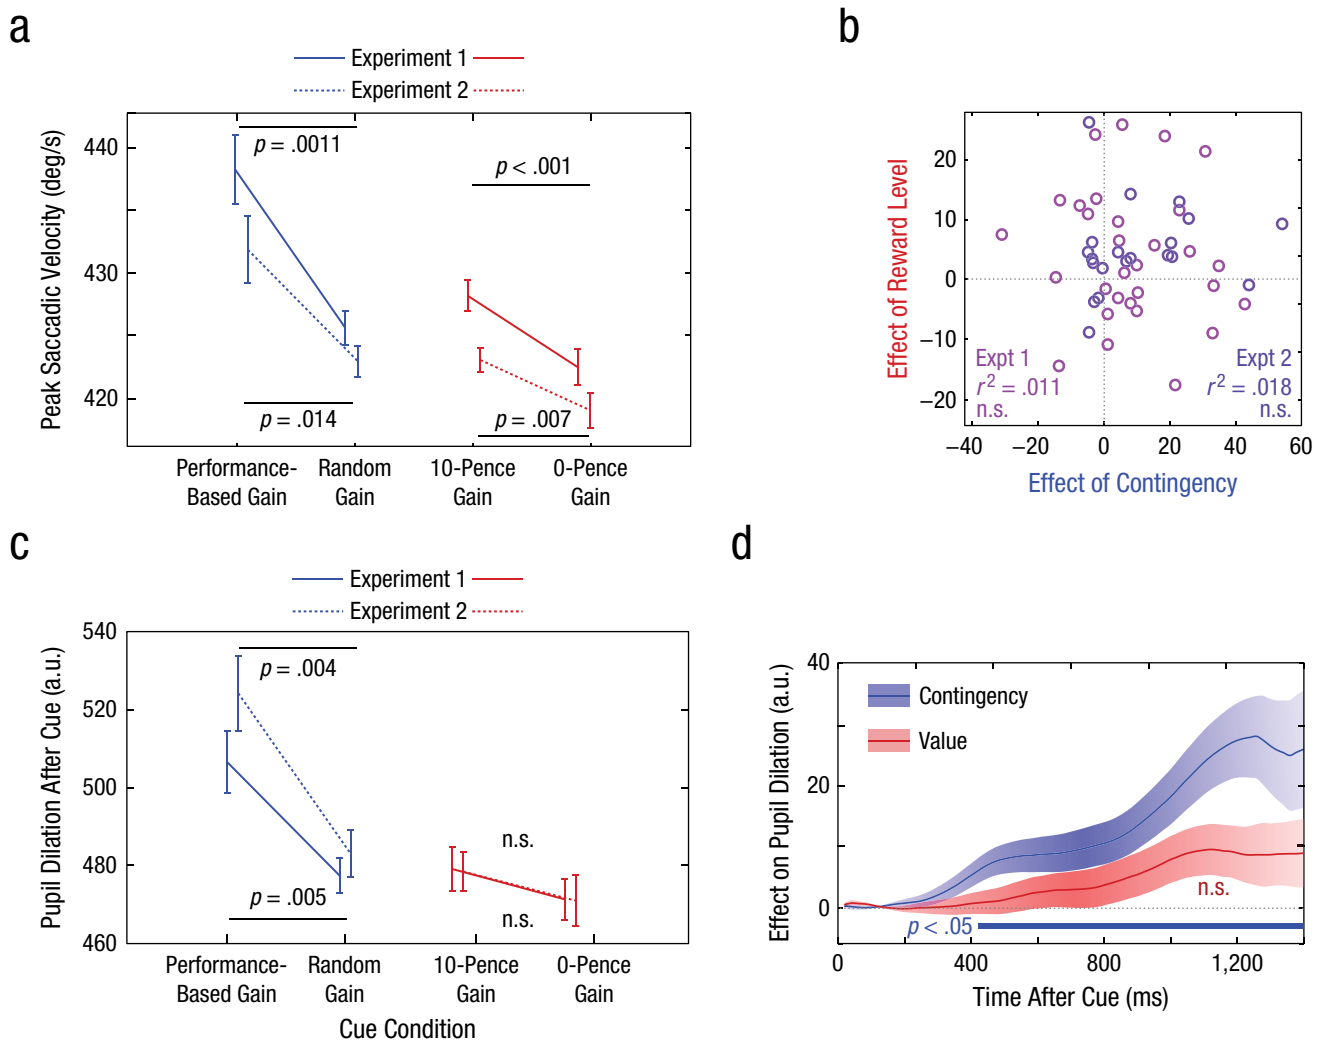 a
Experiment 1
Experiment 2
Peak Saccadic Velocity (deg/s)
440
430
420
p = .0011
p < .001
p = .014
p = .007
Performance-
Based Gain
Random
Gain
10-Pence
Gain
0-Pence
Gain
b
Effect of Reward Level
20
10
0
−10
−20
Expt 1
r² = .011
n.s.
Expt 2
r² = .018
n.s.
−40
−20
0
20
40
60
Effect of Contingency
c
Experiment 1
Experiment 2
Pupil Dilation After Cue (a.u.)
540
520
500
480
460
p = .004
n.s.
p = .005
n.s.
Performance-
Based Gain
Random
Gain
10-Pence
Gain
0-Pence
Gain
Cue Condition
d
Effect on Pupil Dilation (a.u.)
40
20
0
Contingency
Value
n.s.
p < .05
0
400
800
1,200
Time After Cue (ms)